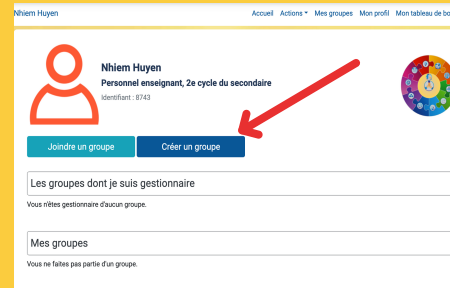 Nhiem Huyen Accueil Actions Mes groupes Mon profil Mon tableau de bo
Nhiem Huyen
Personnel enseignant, 2e cycle du secondaire
Identifiant : 8743
Joindre un groupe Créer un groupe
Les groupes dont je suis gestionnaire
Vous n'êtes gestionnaire d'aucun groupe.
Mes groupes
Vous ne faites pas partie d'un groupe.